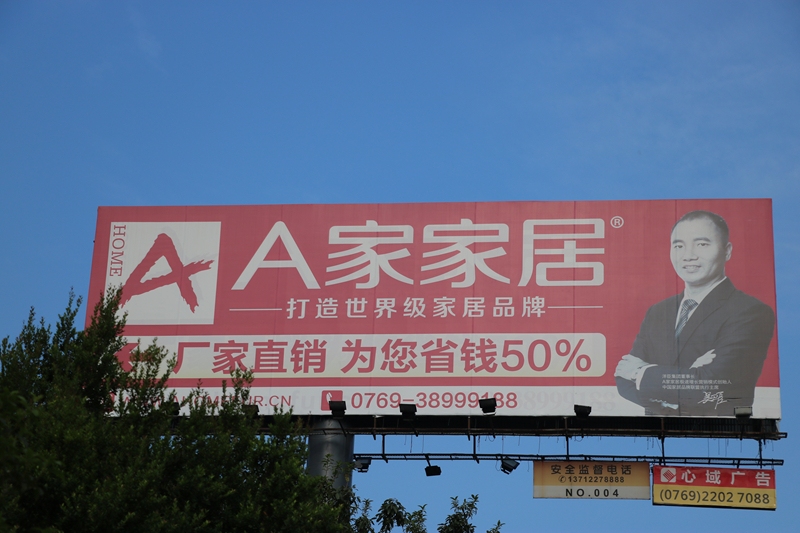 HOME
A家家居®
打造世界级家居品牌
厂家直销 为您省钱50%
0769-38999188
安全监督电话
13712278888
NO.004
心域广告
(0769)2202 7088